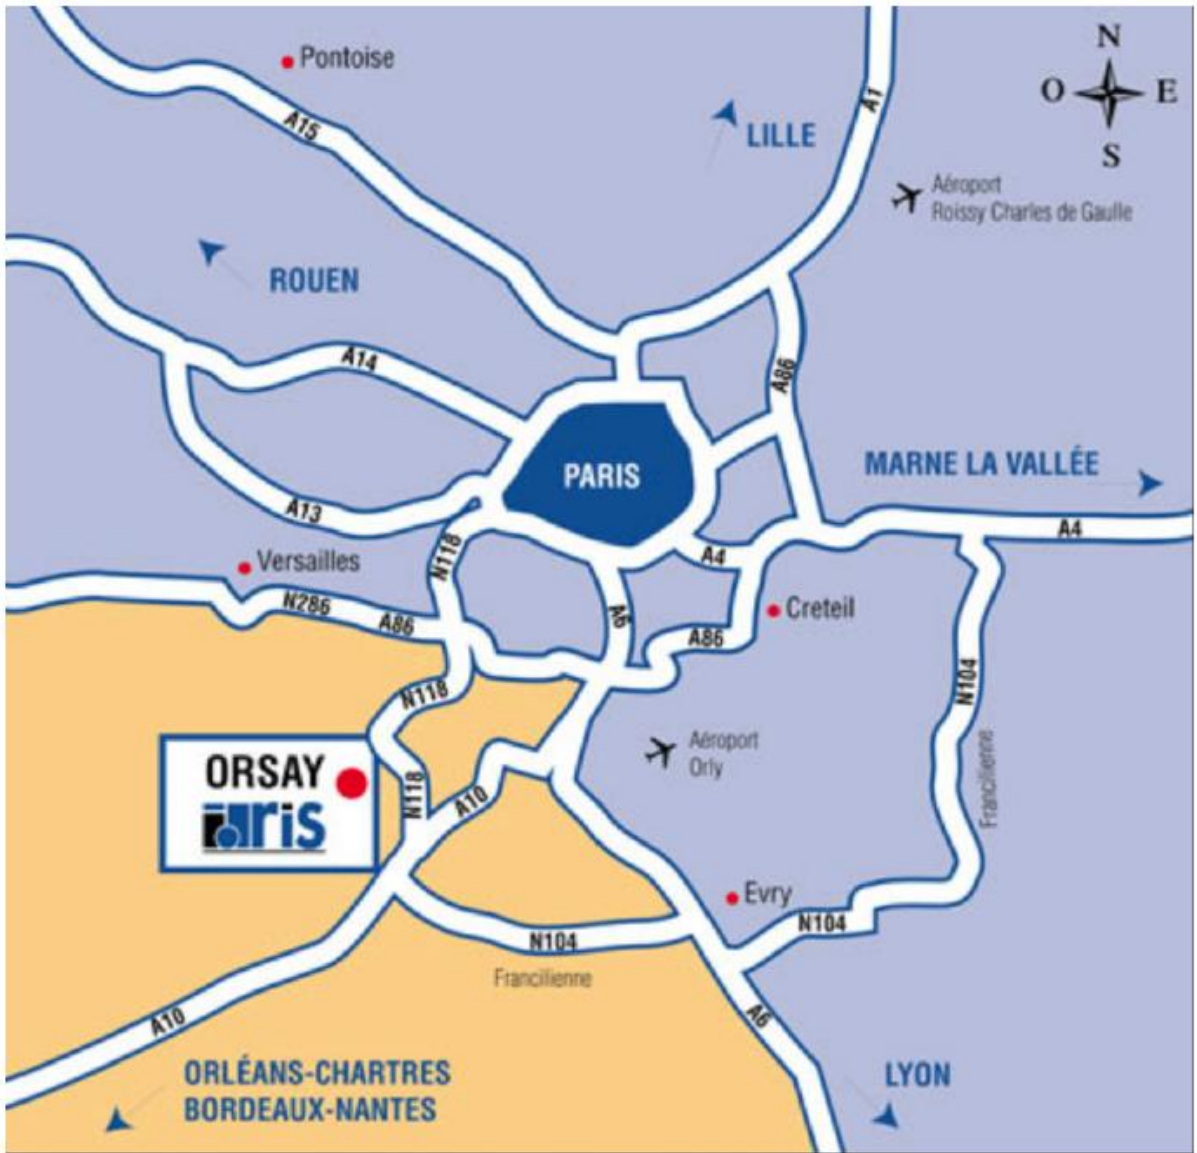 N
Pontoise
O
E
A1
A15
LILLE
S
Aéroport
Roissy Charles de Gaulle
ROUEN
A14
A86
MARNE LA VALLÉE
PARIS
A13
A4
N118
A4
Versailles
N286
A86
A6
Creteil
A86
N118
N104
Francilienne
Aéroport
Orly
ORSAY
iaris
N118
A10
Evry
N104
N104
Francilienne
A10
A6
ORLÉANS-CHARTRES
BORDEAUX-NANTES
LYON